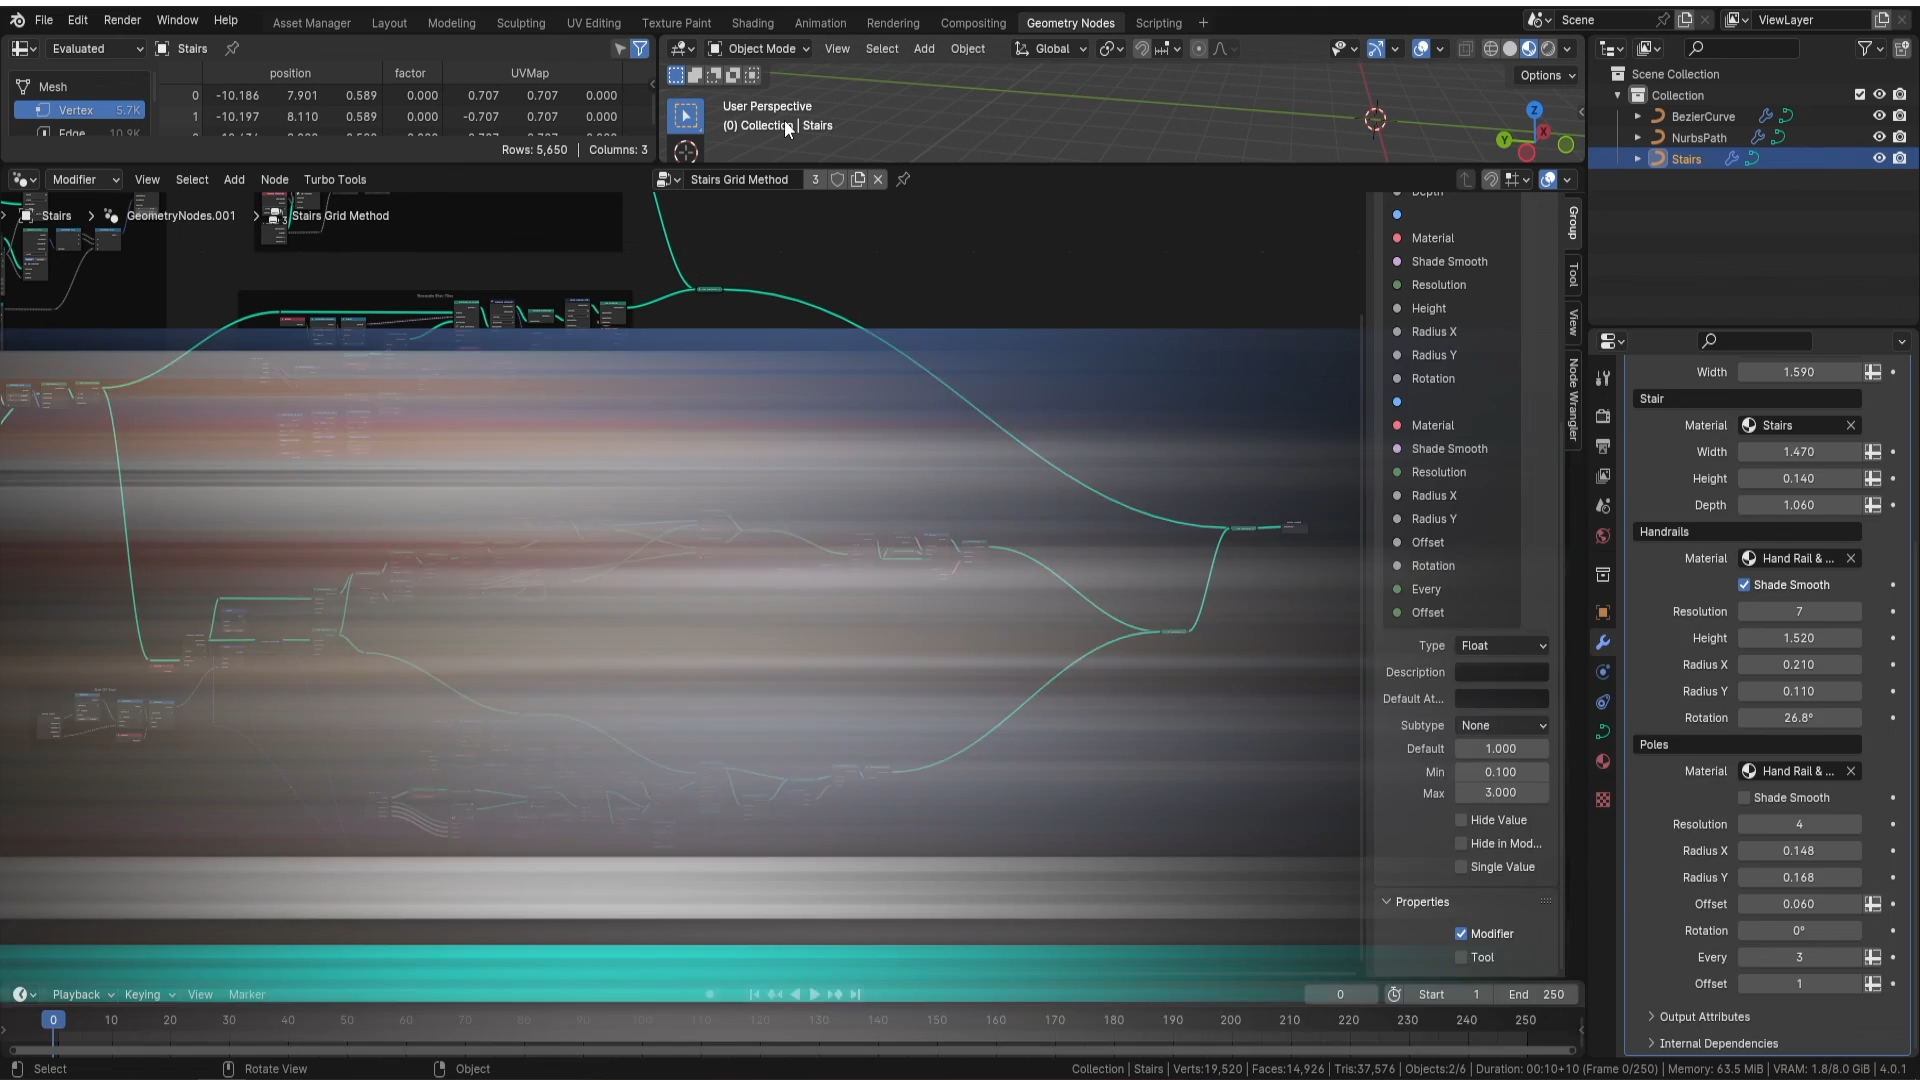 File Edit Render Window Help Asset Manager Layout Modeling Sculpting UV Editing Texture Paint Shading Animation Rendering Compositing Geometry Nodes Scripting + Scene ViewLayer
Evaluated Stairs Object Mode View Select Add Object Global
position factor UVMap Options
Mesh
Vertex 5.7K
Edge 10.9K
0 -10.186 7.901 0.589 0.000 0.707 0.707 0.000
1 -10.197 8.110 0.589 0.000 -0.707 0.707 0.000
Rows: 5,650 | Columns: 3
User Perspective
(0) Collection | Stairs
Z
Y
X
Scene Collection
Collection
BezierCurve
NurbsPath
Stairs
Modifier View Select Add Node Turbo Tools Stairs Grid Method 3
Stairs > GeometryNodes.001 > Stairs Grid Method
Depth
Material
Shade Smooth
Resolution
Height
Radius X
Radius Y
Rotation
Material
Shade Smooth
Resolution
Radius X
Radius Y
Offset
Rotation
Every
Offset
Type Float
Description
Default At...
Subtype None
Default 1.000
Min 0.100
Max 3.000
Hide Value
Hide in Mod...
Single Value
Properties
Modifier
Tool
Group
Tool
View
Node Wrangler
Width 1.590
Stair
Material Stairs
Width 1.470
Height 0.140
Depth 1.060
Handrails
Material Hand Rail & ...
Shade Smooth
Resolution 7
Height 1.520
Radius X 0.210
Radius Y 0.110
Rotation 26.8°
Poles
Material Hand Rail & ...
Shade Smooth
Resolution 4
Radius X 0.148
Radius Y 0.168
Offset 0.060
Rotation 0°
Every 3
Offset 1
Output Attributes
Internal Dependencies
Playback Keying View Marker 0 Start 1 End 250
0 10 20 30 40 50 60 70 80 90 100 110 120 130 140 150 160 170 180 190 200 210 220 230 240 250
Select Rotate View Object Collection | Stairs | Verts:19,520 | Faces:14,926 | Tris:37,576 | Objects:2/6 | Duration: 00:10+10 (Frame 0/250) | Memory: 63.5 MiB | VRAM: 1.8/8.0 GiB | 4.0.1